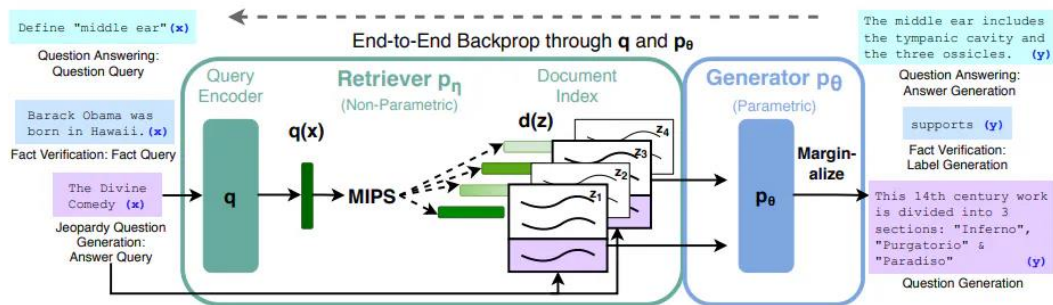 Define "middle ear" (x)
Question Answering:
Question Query
Barack Obama was
born in Hawaii. (x)
Fact Verification: Fact Query
The Divine
Comedy (x)
Jeopardy Question
Generation:
Answer Query
End-to-End Backprop through q and pθ
Query
Encoder
q
q(x)
Retriever pη
(Non-Parametric)
MIPS
Document
Index
d(z)
z4
z3
z2
z1
Generator pθ
(Parametric)
pθ
Margin-
alize
The middle ear includes
the tympanic cavity and
the three ossicles. (y)
Question Answering:
Answer Generation
supports (y)
Fact Verification:
Label Generation
This 14th century work
is divided into 3
sections: "Inferno",
"Purgatorio" &
"Paradiso" (y)
Question Generation